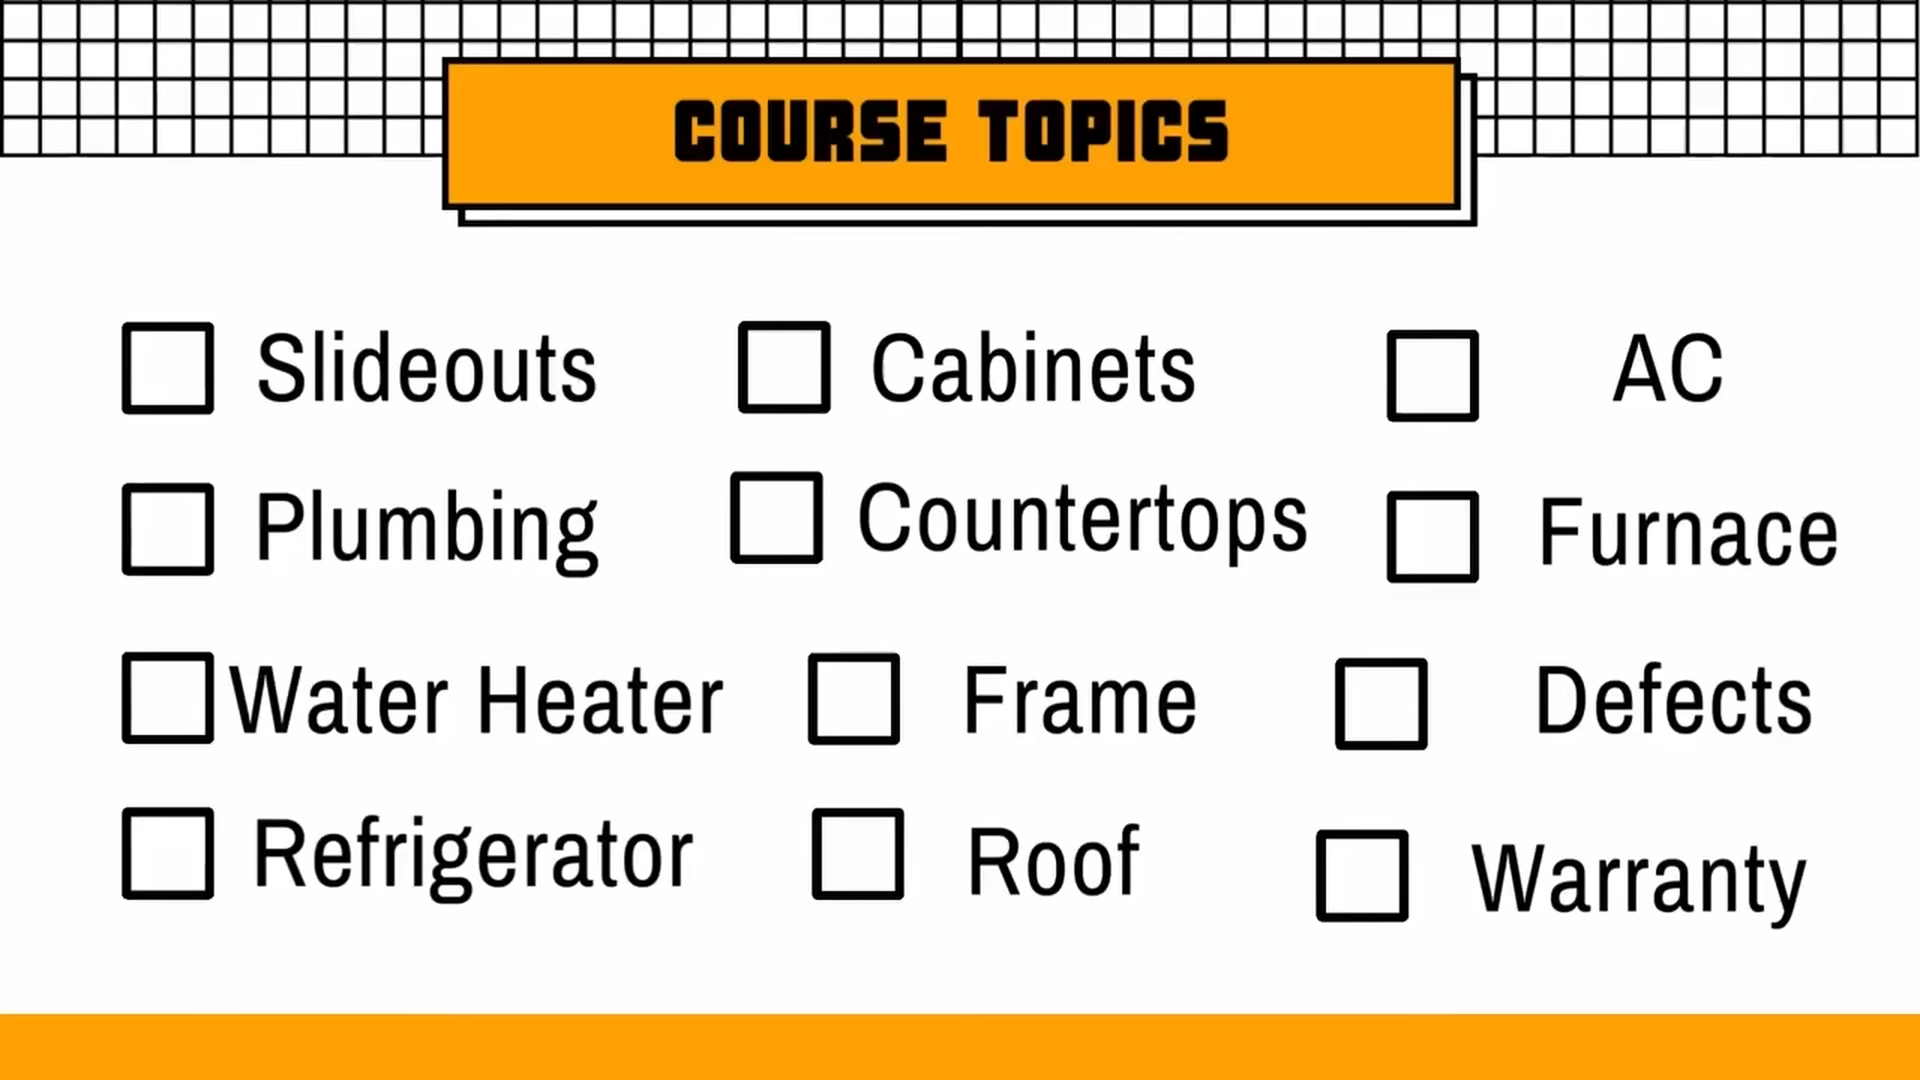 COURSE TOPICS
Slideouts
Cabinets
AC
Plumbing
Countertops
Furnace
Water Heater
Frame
Defects
Refrigerator
Roof
Warranty